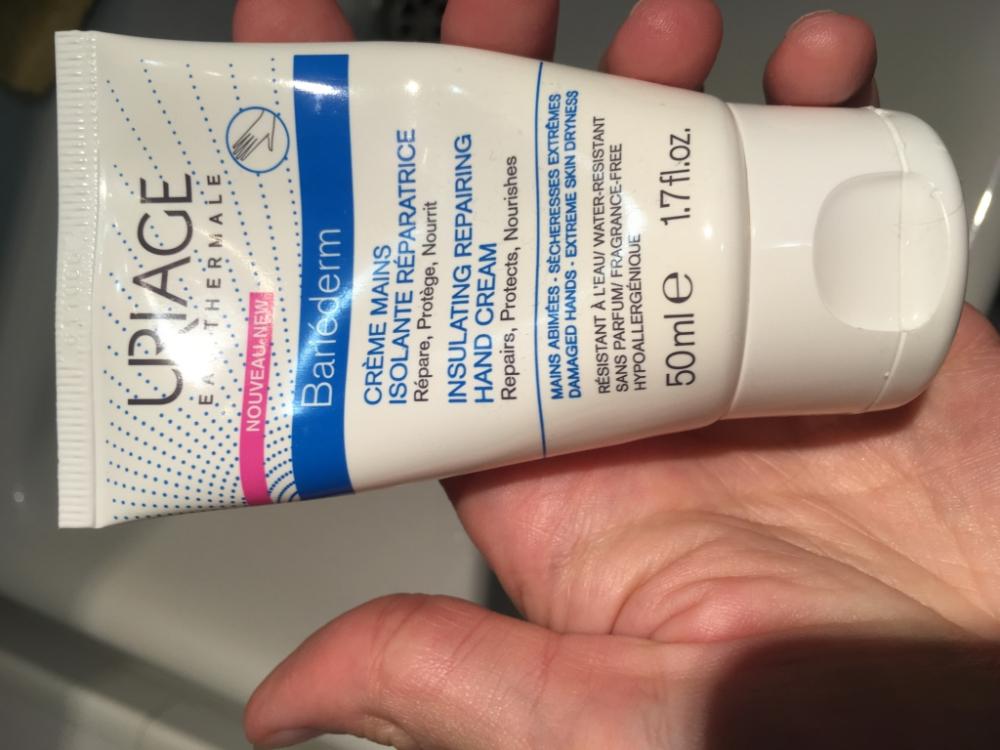 URIAGE
EAU THERMALE
NOUVEAU-NEW
Bariéderm
CRÈME MAINS
ISOLANTE RÉPARATRICE
Répare, Protège, Nourrit
INSULATING REPAIRING
HAND CREAM
Repairs, Protects, Nourishes
MAINS ABIMÉES - SÈCHERESSES EXTRÊMES
DAMAGED HANDS - EXTREME SKIN DRYNESS
RÉSISTANT À L'EAU/ WATER-RESISTANT
SANS PARFUM/ FRAGRANCE-FREE
HYPOALLERGÉNIQUE
50ml e 1.7fl.oz.